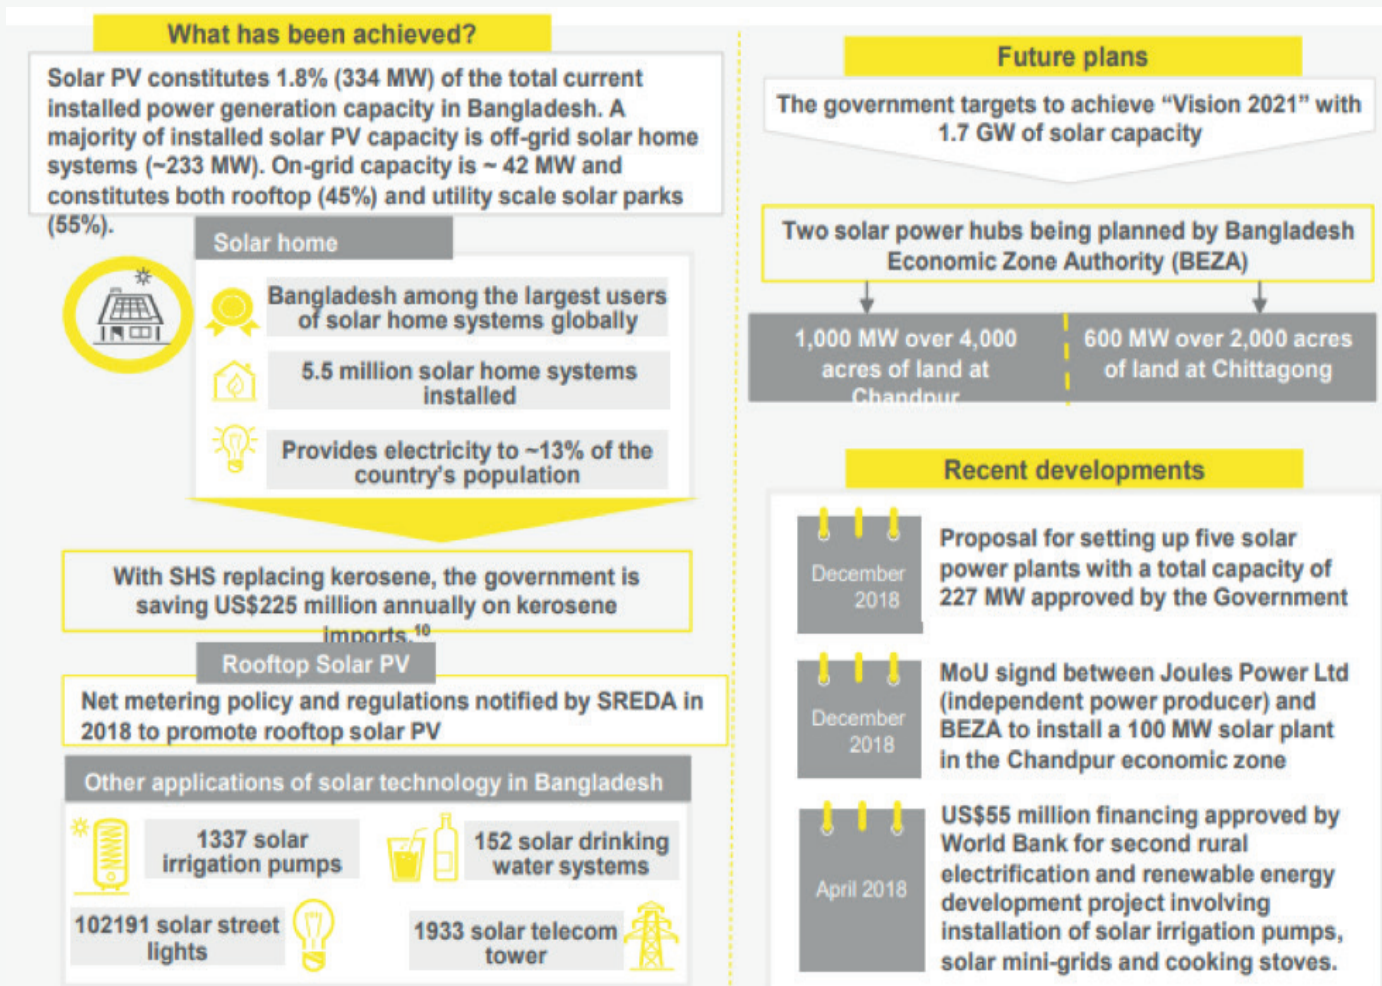 What has been achieved?
Solar PV constitutes 1.8% (334 MW) of the total current
installed power generation capacity in Bangladesh. A
majority of installed solar PV capacity is off-grid solar home
systems (~233 MW). On-grid capacity is ~ 42 MW and
constitutes both rooftop (45%) and utility scale solar parks
(55%).
Solar home
Bangladesh among the largest users
of solar home systems globally
5.5 million solar home systems
installed
Provides electricity to ~13% of the
country's population
With SHS replacing kerosene, the government is
saving US$225 million annually on kerosene
imports.¹⁰
Rooftop Solar PV
Net metering policy and regulations notified by SREDA in
2018 to promote rooftop solar PV
Other applications of solar technology in Bangladesh
1337 solar
irrigation pumps
152 solar drinking
water systems
102191 solar street
lights
1933 solar telecom
tower
Future plans
The government targets to achieve “Vision 2021” with
1.7 GW of solar capacity
Two solar power hubs being planned by Bangladesh
Economic Zone Authority (BEZA)
1,000 MW over 4,000
acres of land at
Chandpur
600 MW over 2,000 acres
of land at Chittagong
Recent developments
December
2018
Proposal for setting up five solar
power plants with a total capacity of
227 MW approved by the Government
December
2018
MoU signd between Joules Power Ltd
(independent power producer) and
BEZA to install a 100 MW solar plant
in the Chandpur economic zone
April 2018
US$55 million financing approved by
World Bank for second rural
electrification and renewable energy
development project involving
installation of solar irrigation pumps,
solar mini-grids and cooking stoves.